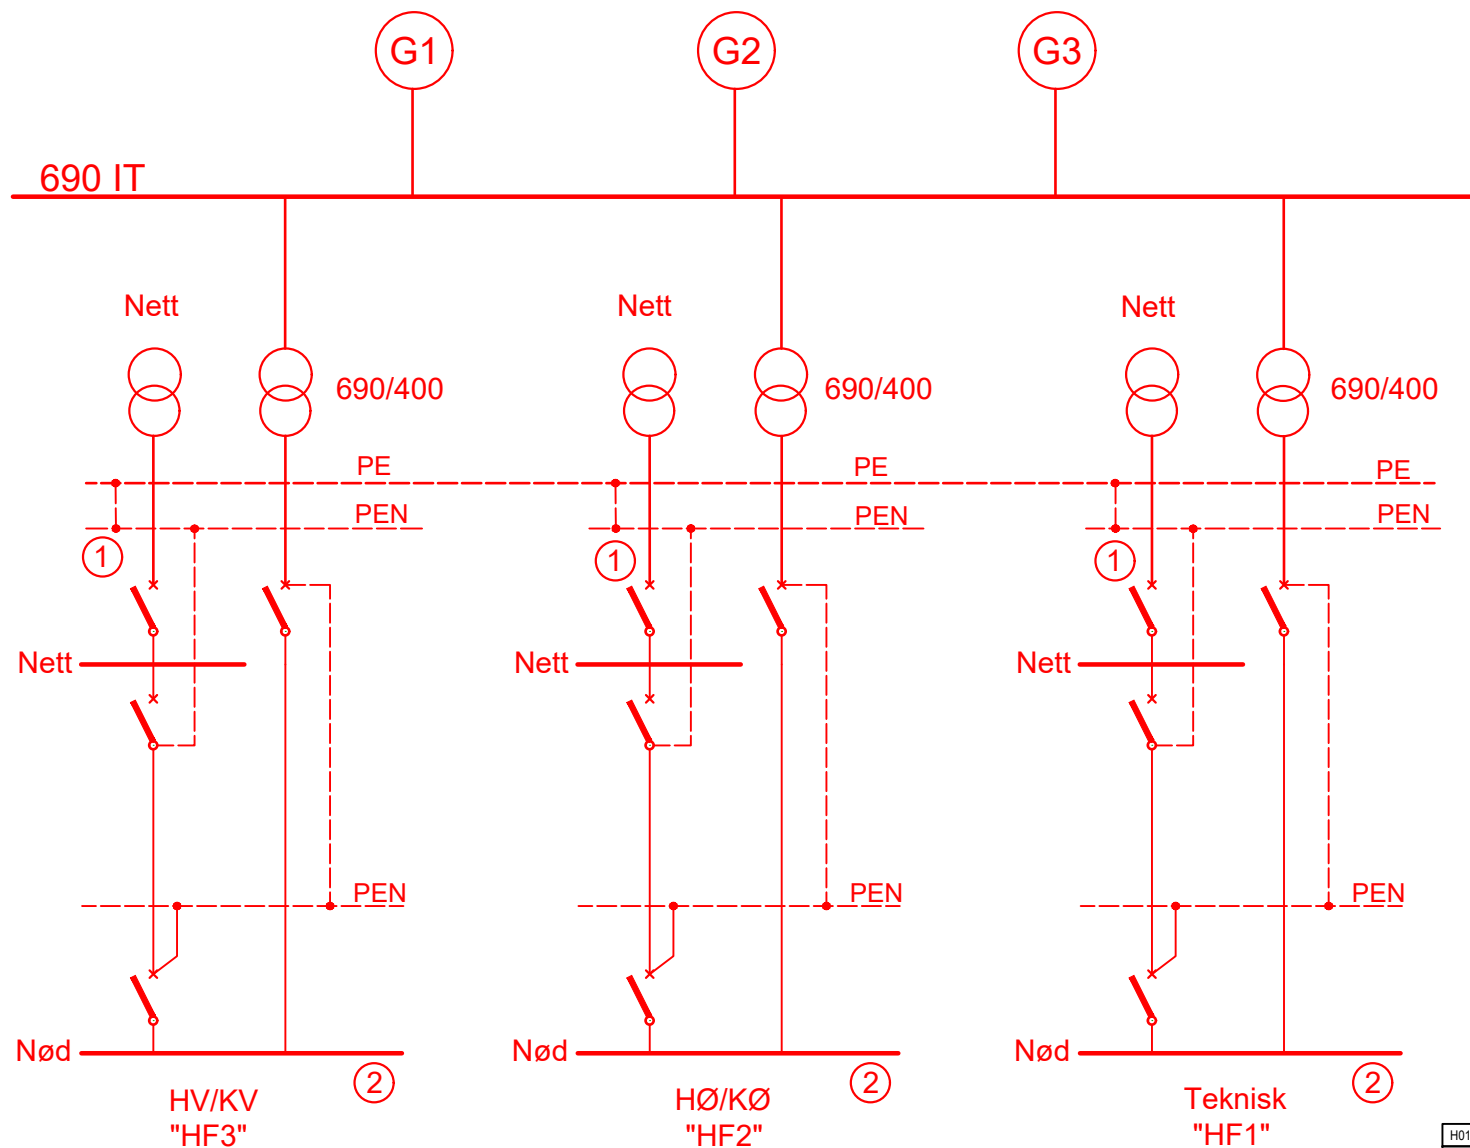 G1 G2 G3
690 IT
Nett Nett Nett
690/400 690/400 690/400
PE PE PE
PEN PEN PEN
1 1 1
Nett Nett Nett
PEN PEN PEN
Nød Nød Nød
2 2 2
HV/KV HØ/KØ Teknisk
"HF3" "HF2" "HF1"
H01